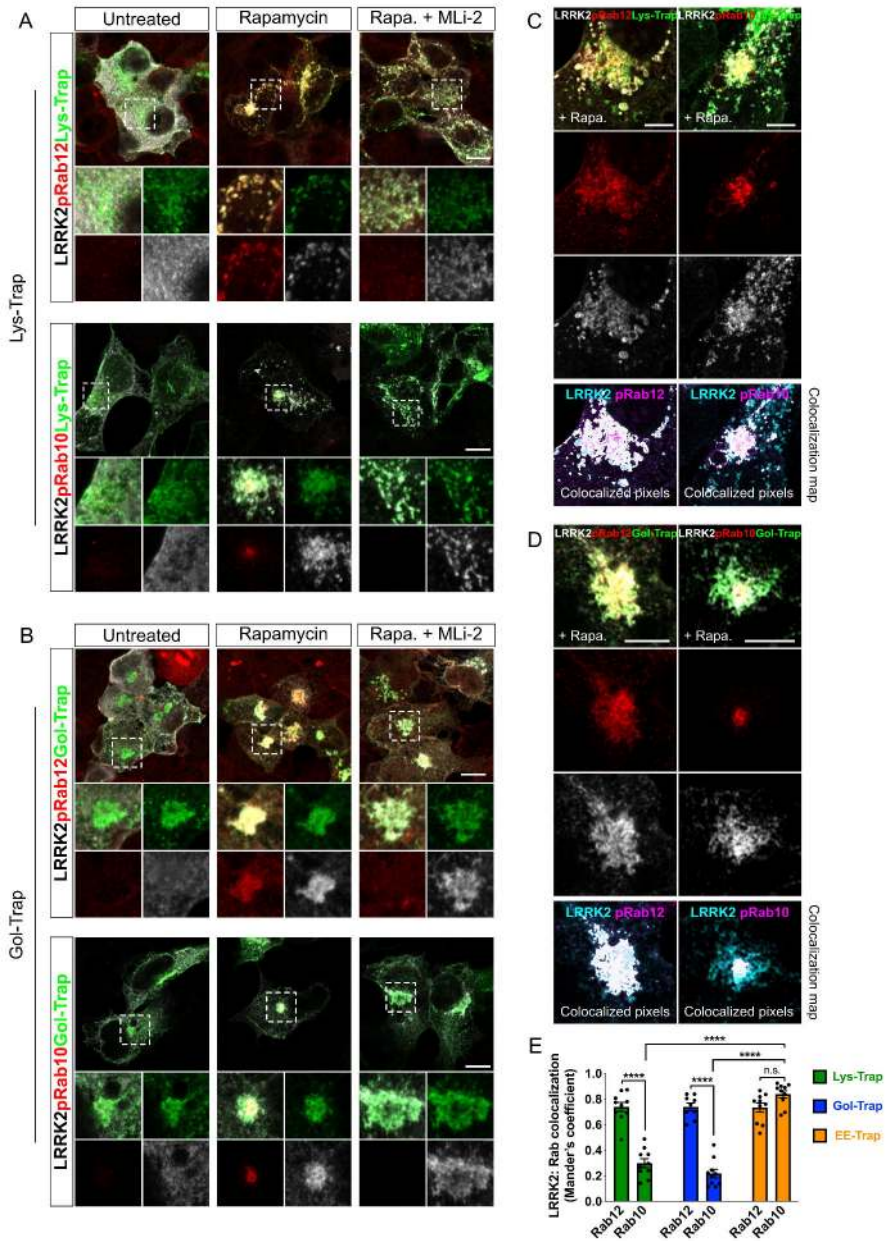 A
Untreated
Rapamycin
Rapa. + MLi-2
Lys-Trap
LRRK2pRab12Lys-Trap
LRRK2pRab10Lys-Trap
B
Untreated
Rapamycin
Rapa. + MLi-2
Gol-Trap
LRRK2pRab12Gol-Trap
LRRK2pRab10Gol-Trap
C
LRRK2pRab12Lys-Trap
LRRK2pRab10Lys-Trap
+ Rapa.
+ Rapa.
LRRK2 pRab12
LRRK2 pRab10
Colocalized pixels
Colocalized pixels
Colocalization map
D
LRRK2pRab12Gol-Trap
LRRK2pRab10Gol-Trap
+ Rapa.
+ Rapa.
LRRK2 pRab12
LRRK2 pRab10
Colocalized pixels
Colocalized pixels
Colocalization map
E
LRRK2: Rab colocalization
(Mander's coefficient)
1.0
0.8
0.6
0.4
0.2
0.0
****
****
****
****
n.s.
Rab12
Rab10
Rab12
Rab10
Rab12
Rab10
Lys-Trap
Gol-Trap
EE-Trap